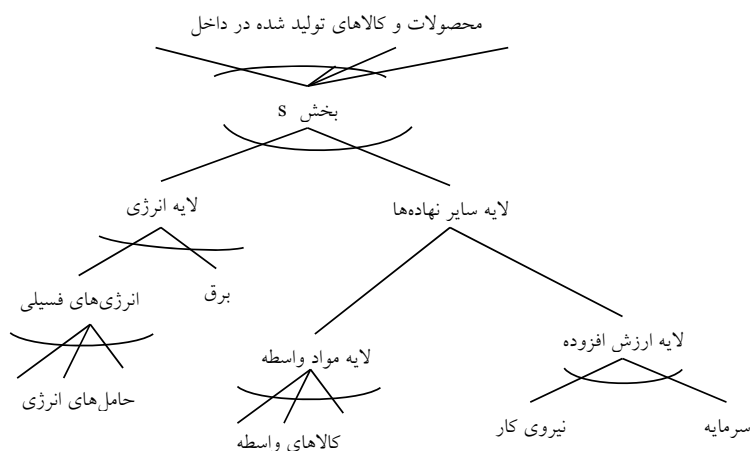 محصولات و کالاهای تولید شده در داخل
بخش s
لایه انرژی
لایه سایر نهاده‌ها
برق
انرژی‌های فسیلی
لایه ارزش افزوده
لایه مواد واسطه
حامل‌های انرژی
سرمایه
نیروی کار
کالاهای واسطه